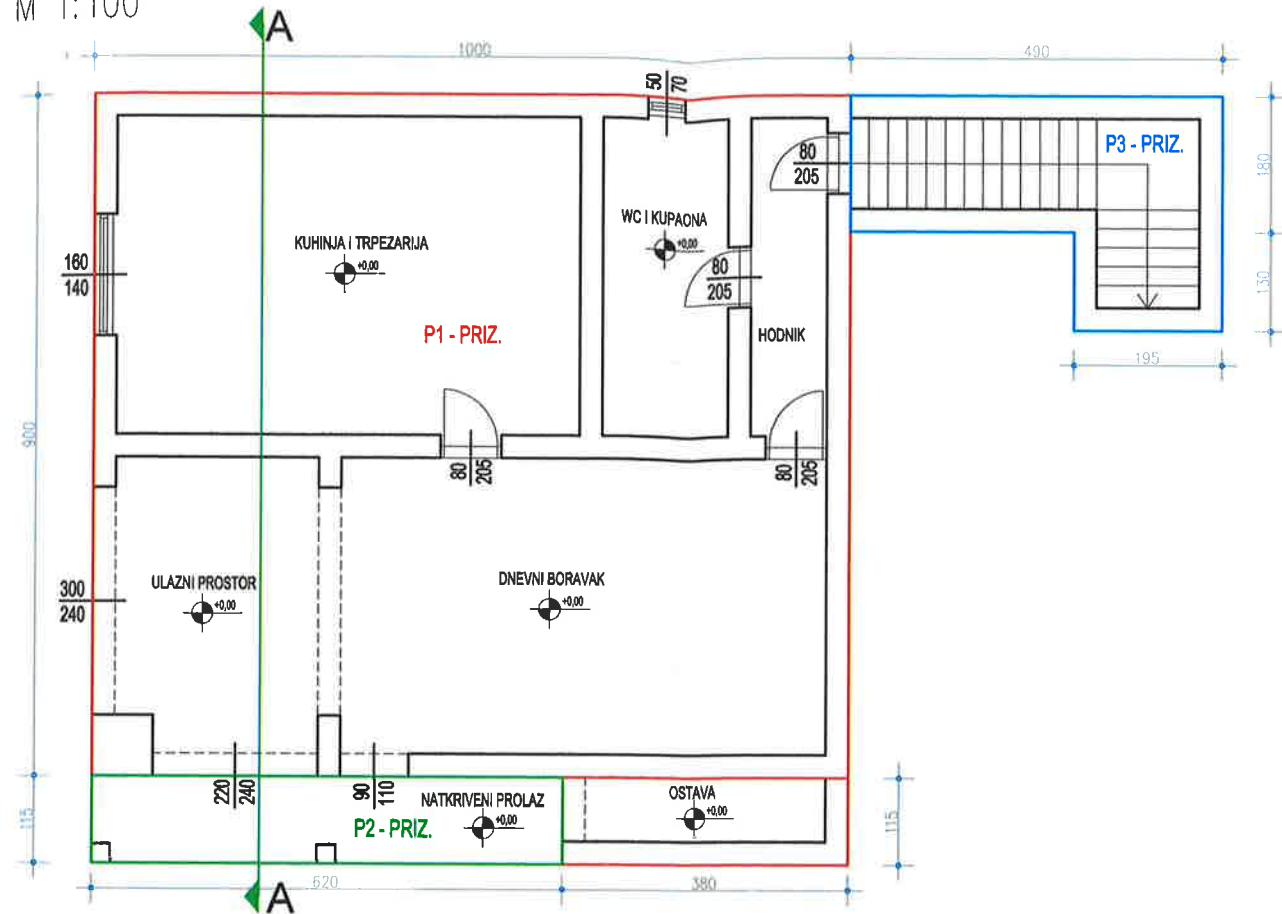 M 1:100
A
1000
490
50
70
80
205
P3 - PRIZ.
180
WC I KUPAONA
+0,00
KUHINJA I TRPEZARIJA
+0,00
160
140
80
205
130
P1 - PRIZ.
HODNIK
195
900
80
205
80
205
ULAZNI PROSTOR
+0,00
DNEVNI BORAVAK
+0,00
300
240
220
240
90
110
NATKRIVENI PROLAZ
+0,00
OSTAVA
+0,00
115
P2 - PRIZ.
115
620
380
A